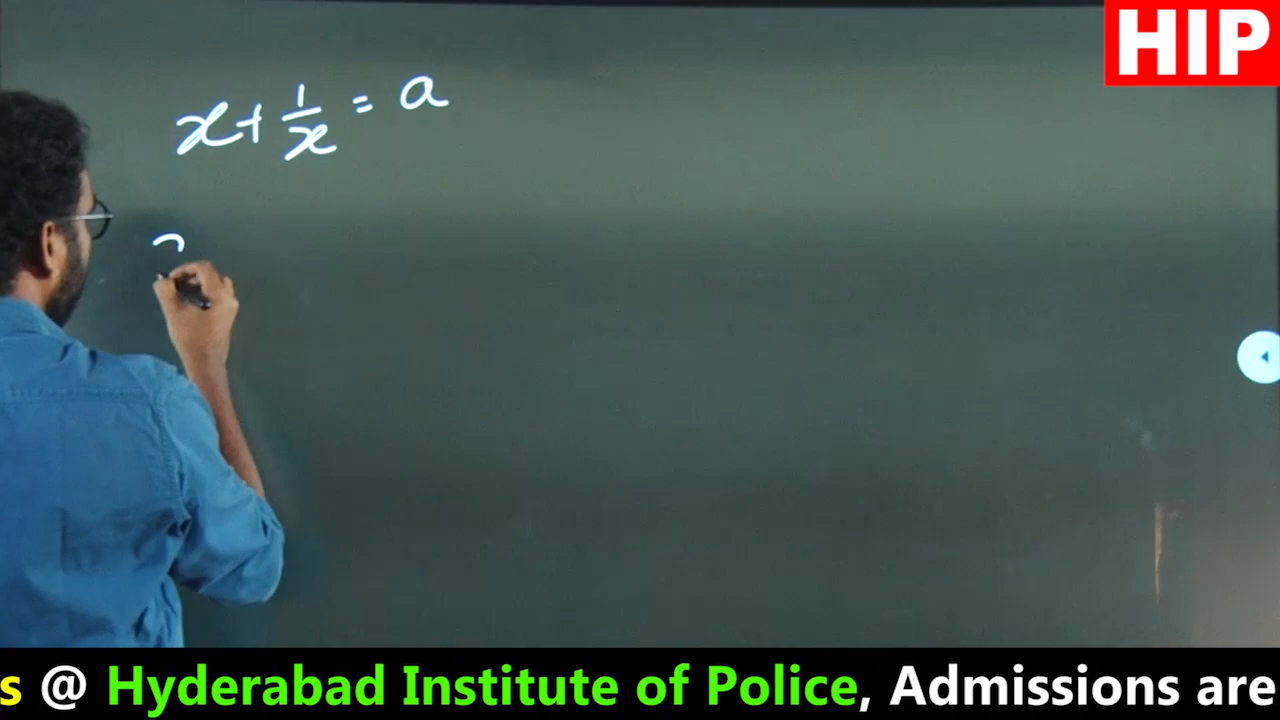 HIP
x + 1/x = a
s @ Hyderabad Institute of Police, Admissions are